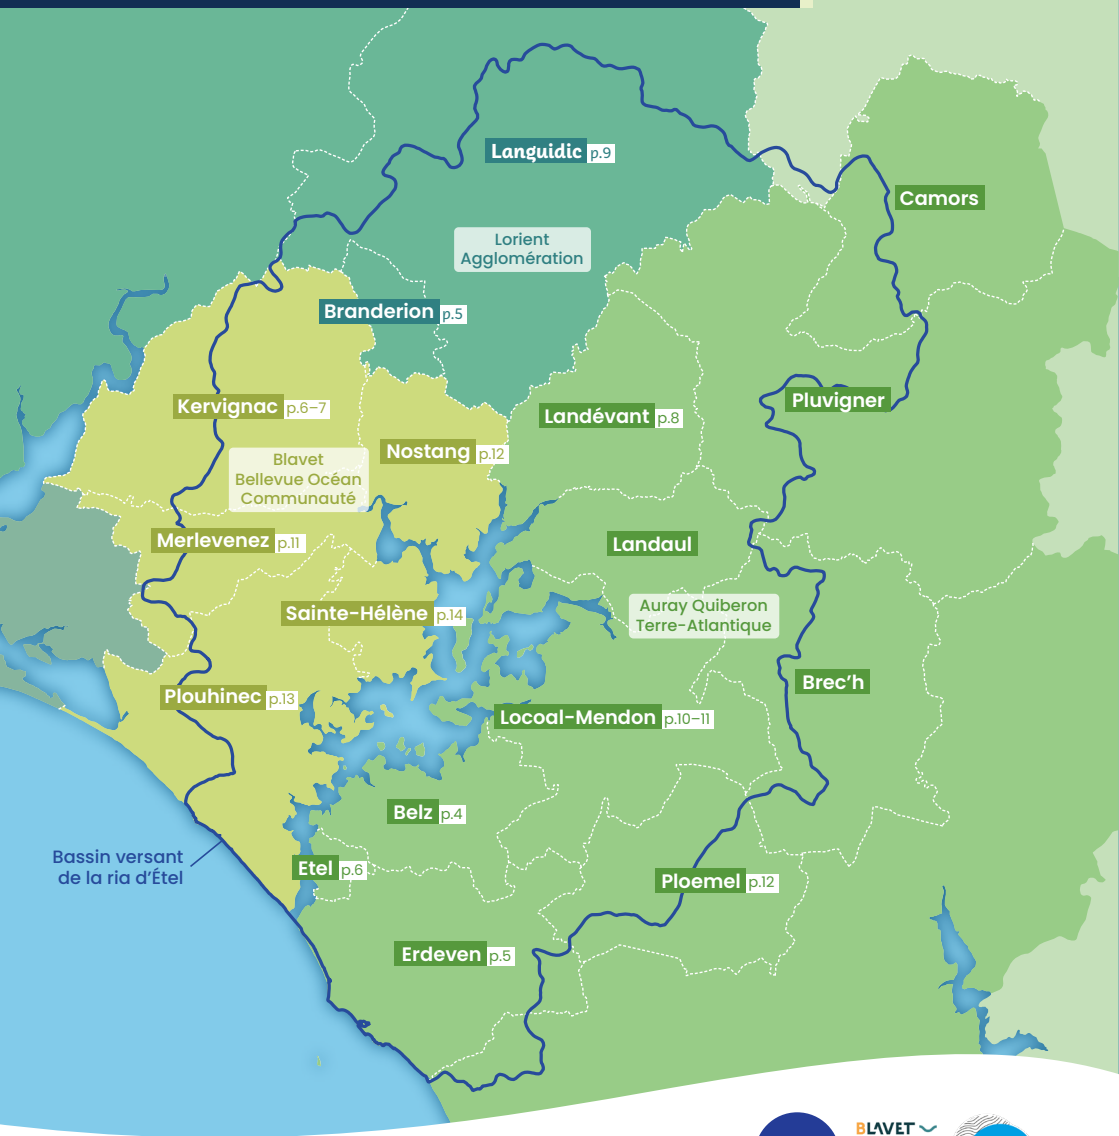 Languidic p.9
Camors
Lorient
Agglomération
Branderion p.5
Kervignac p.6–7
Pluvigner
Landévant p.8
Nostang p.12
Blavet
Bellevue Océan
Communauté
Merlevenez p.11
Landaul
Sainte-Hélène p.14
Auray Quiberon
Terre-Atlantique
Brec’h
Plouhinec p.13
Locoal-Mendon p.10–11
Belz p.4
Bassin versant
de la ria d’Étel
Etel p.6
Ploemel p.12
Erdeven p.5
BLAVET